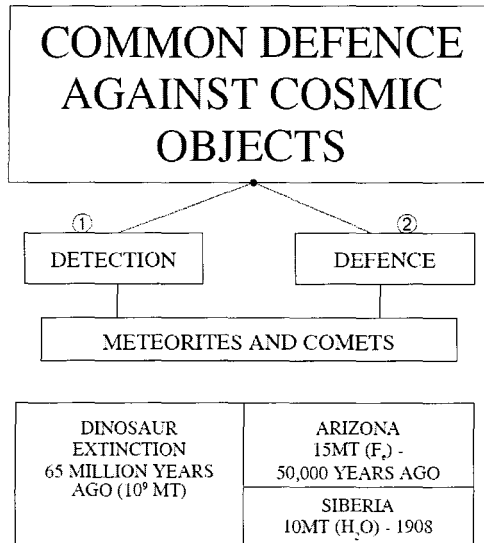 COMMON DEFENCE
AGAINST COSMIC
OBJECTS
①
②
DETECTION
DEFENCE
METEORITES AND COMETS
DINOSAUR
EXTINCTION
65 MILLION YEARS
AGO (10⁹ MT)
ARIZONA
15MT (Fₑ) -
50,000 YEARS AGO
SIBERIA
10MT (H₂O) - 1908